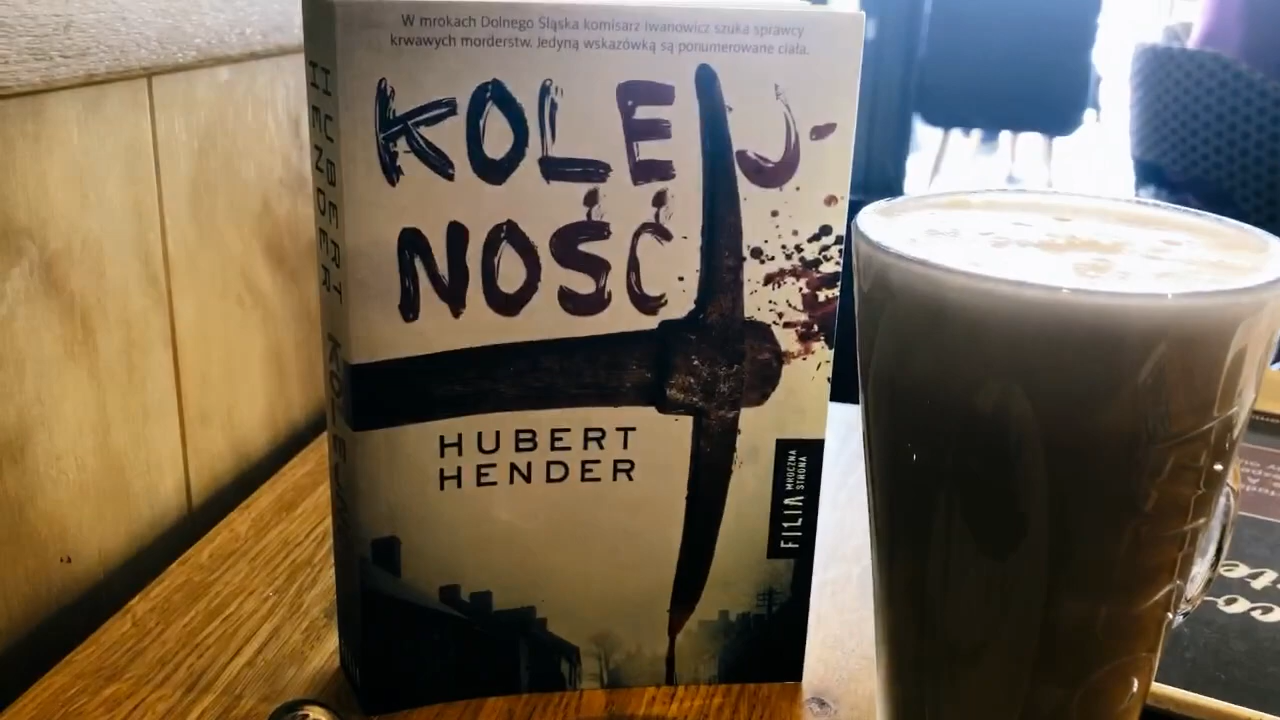 W mrokach Dolnego Śląska komisarz Iwanowicz szuka sprawcy
krwawych morderstw. Jedyną wskazówką są ponumerowane ciała.
KOLEJ-
NOŚĆ
HUBERT
HENDER
FILIA
MROCZNA
STRONA
HUBERT
HENDER